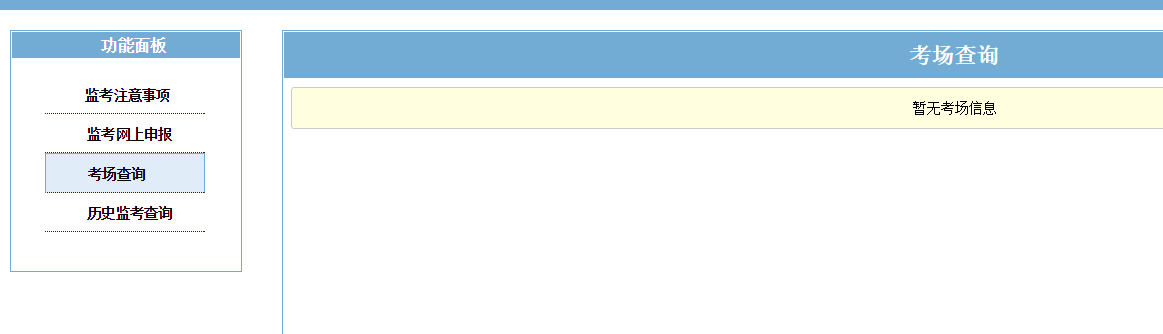 功能面板
监考注意事项
监考网上申报
考场查询
历史监考查询
考场查询
暂无考场信息